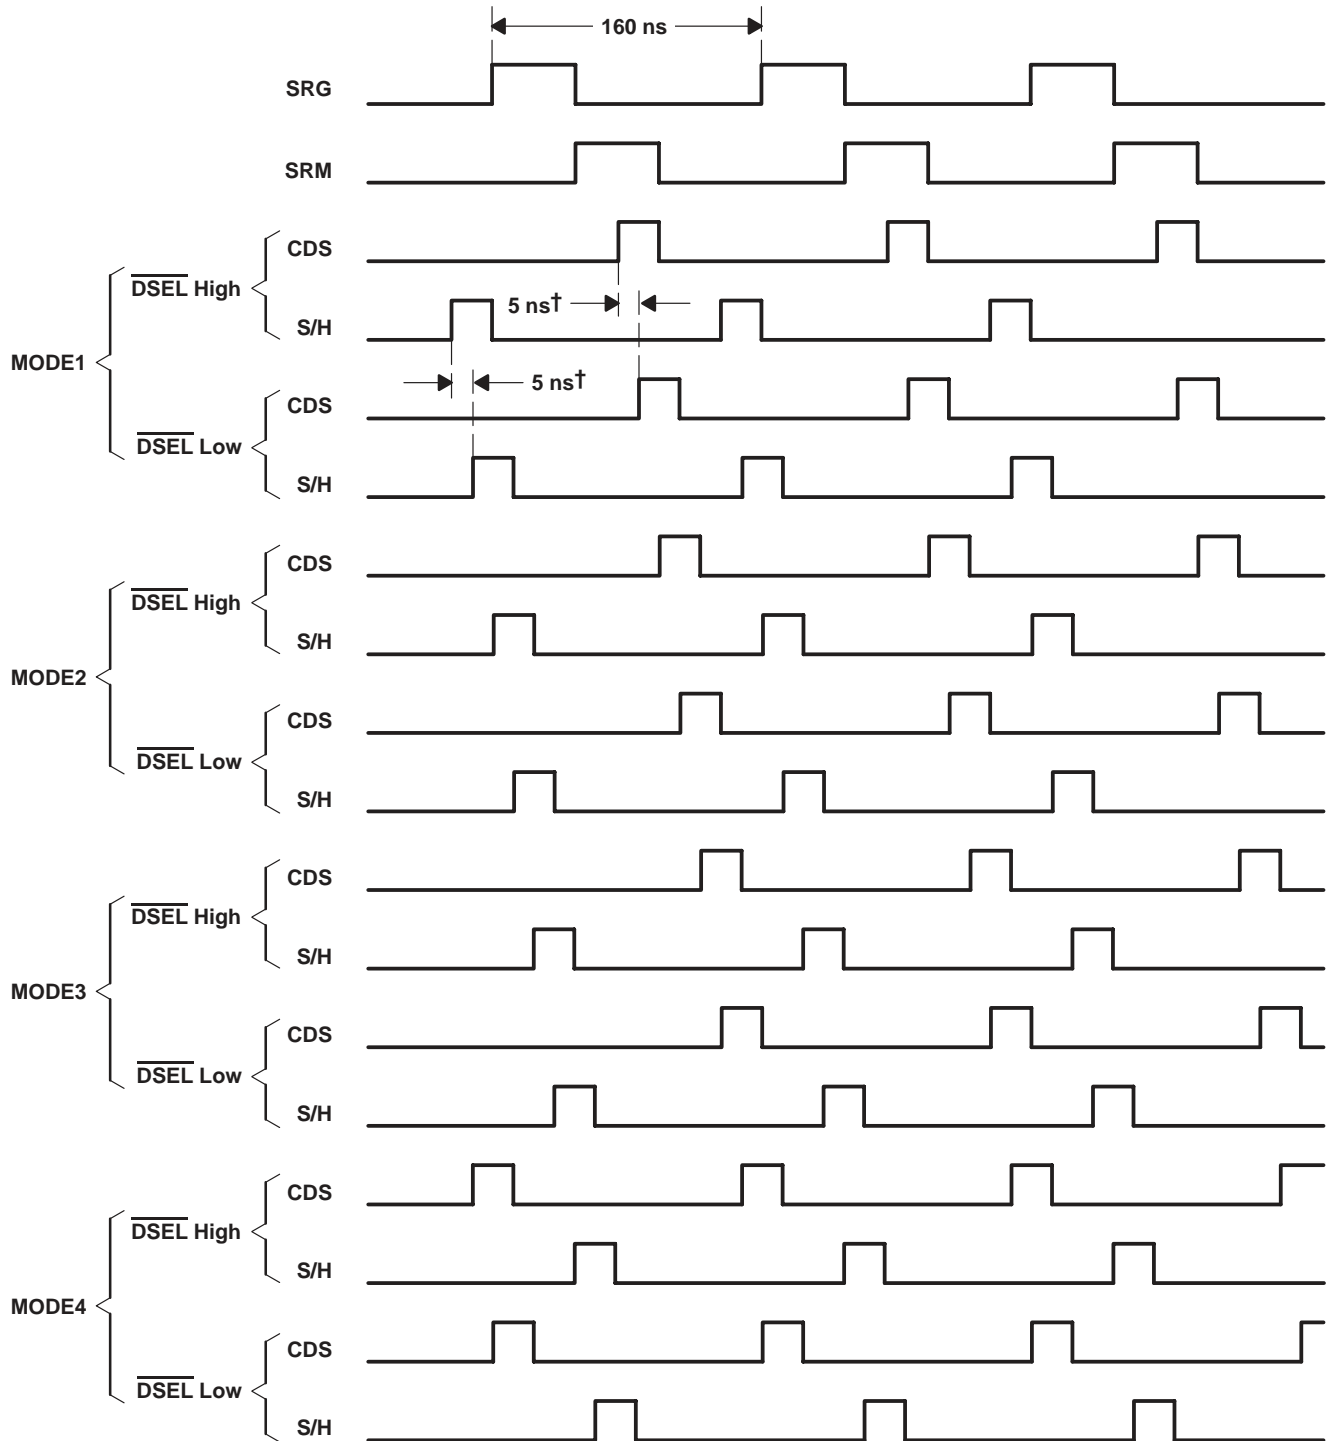 160 ns
SRG
SRM
CDS
DSEL High
5 ns†
S/H
MODE1
5 ns†
CDS
DSEL Low
S/H
CDS
DSEL High
S/H
MODE2
CDS
DSEL Low
S/H
CDS
DSEL High
S/H
MODE3
CDS
DSEL Low
S/H
CDS
DSEL High
S/H
MODE4
CDS
DSEL Low
S/H